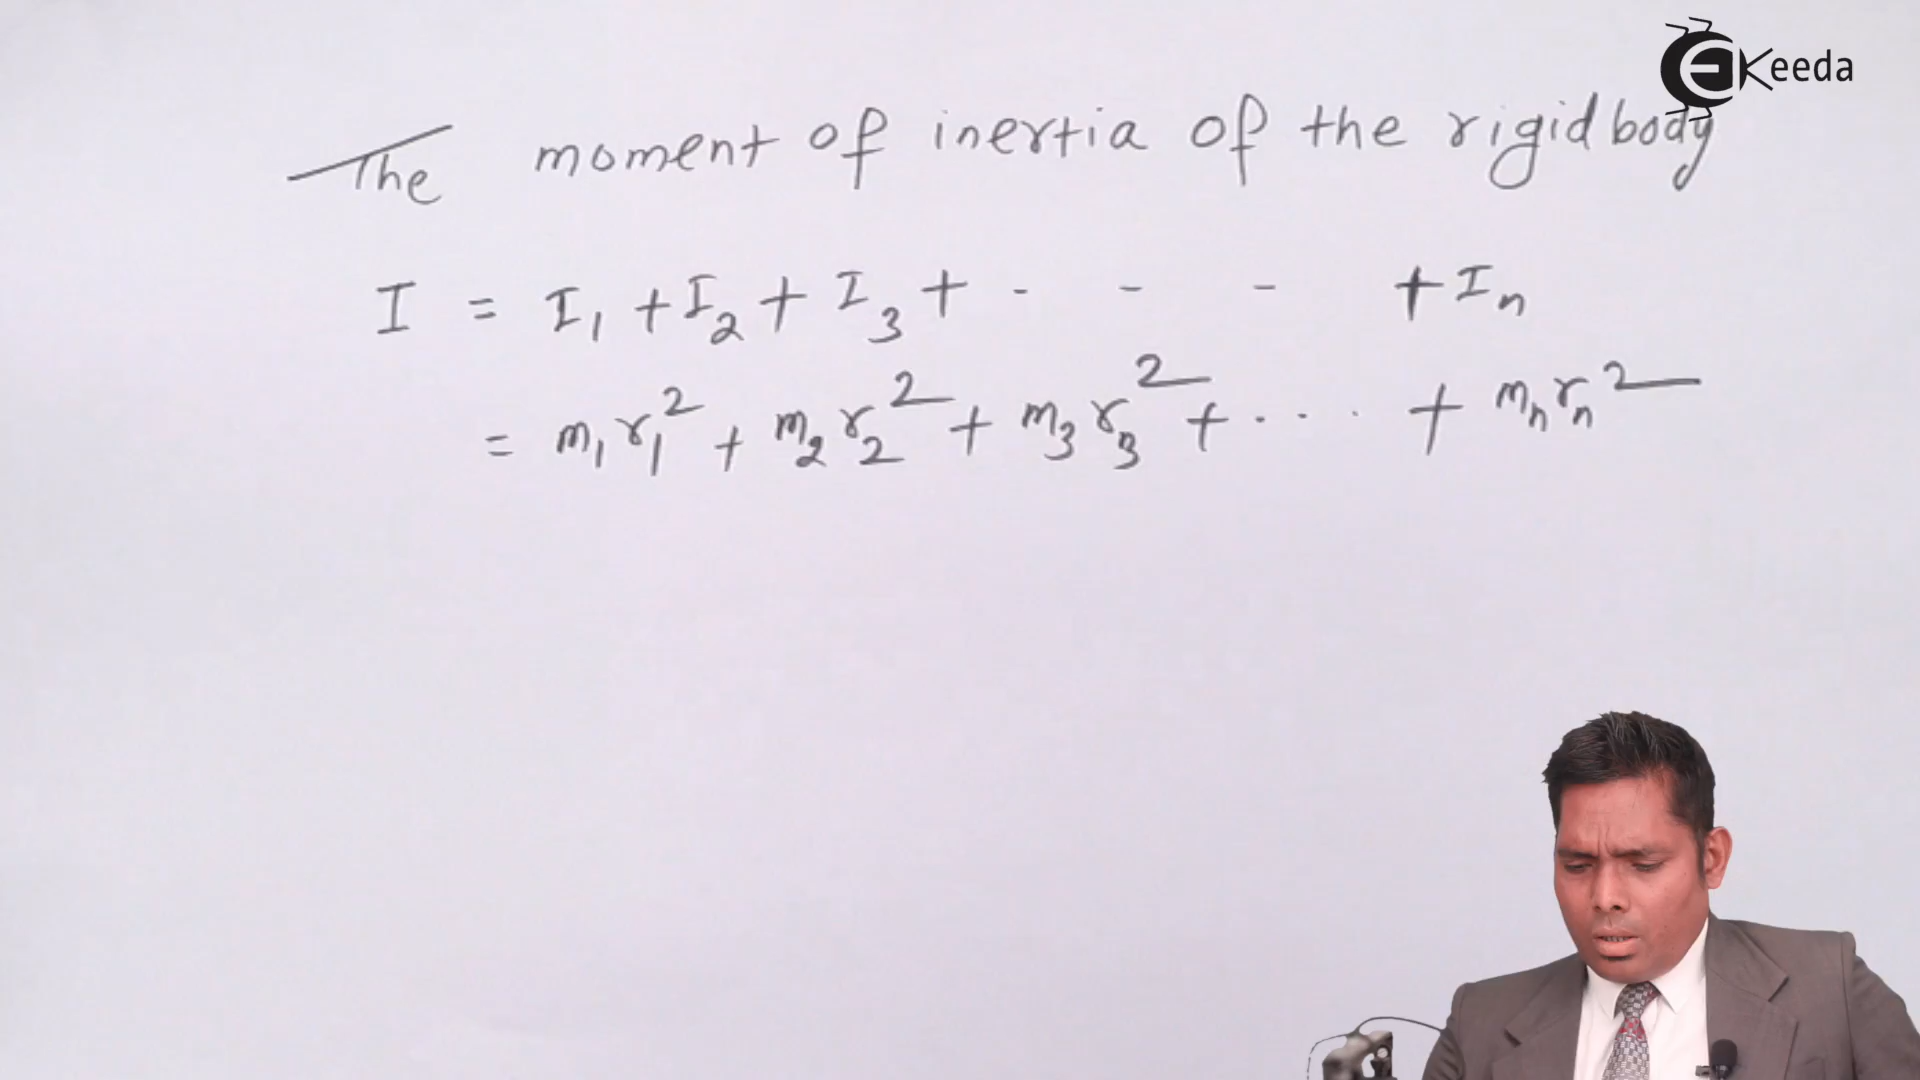 EKeeda
The moment of inertia of the rigid body
I = I₁ + I₂ + I₃ + - - - + Iₙ
= m₁r₁² + m₂r₂² + m₃r₃² + .... + mₙrₙ²